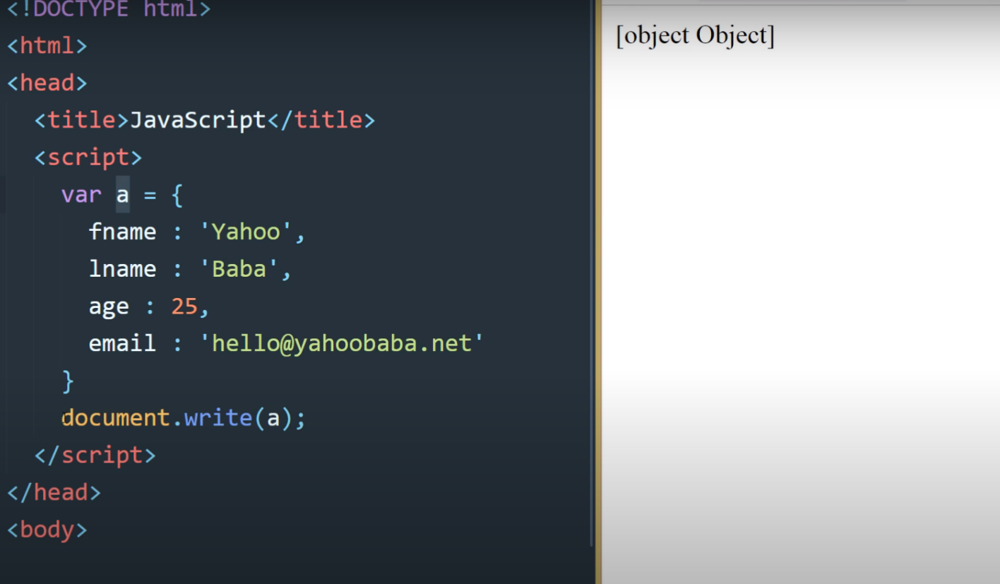 <!DOCTYPE html>
<html>
<head>
  <title>JavaScript</title>
  <script>
    var a = {
      fname : 'Yahoo',
      lname : 'Baba',
      age : 25,
      email : 'hello@yahoobaba.net'
    }
    document.write(a);
  </script>
</head>
<body>
[object Object]